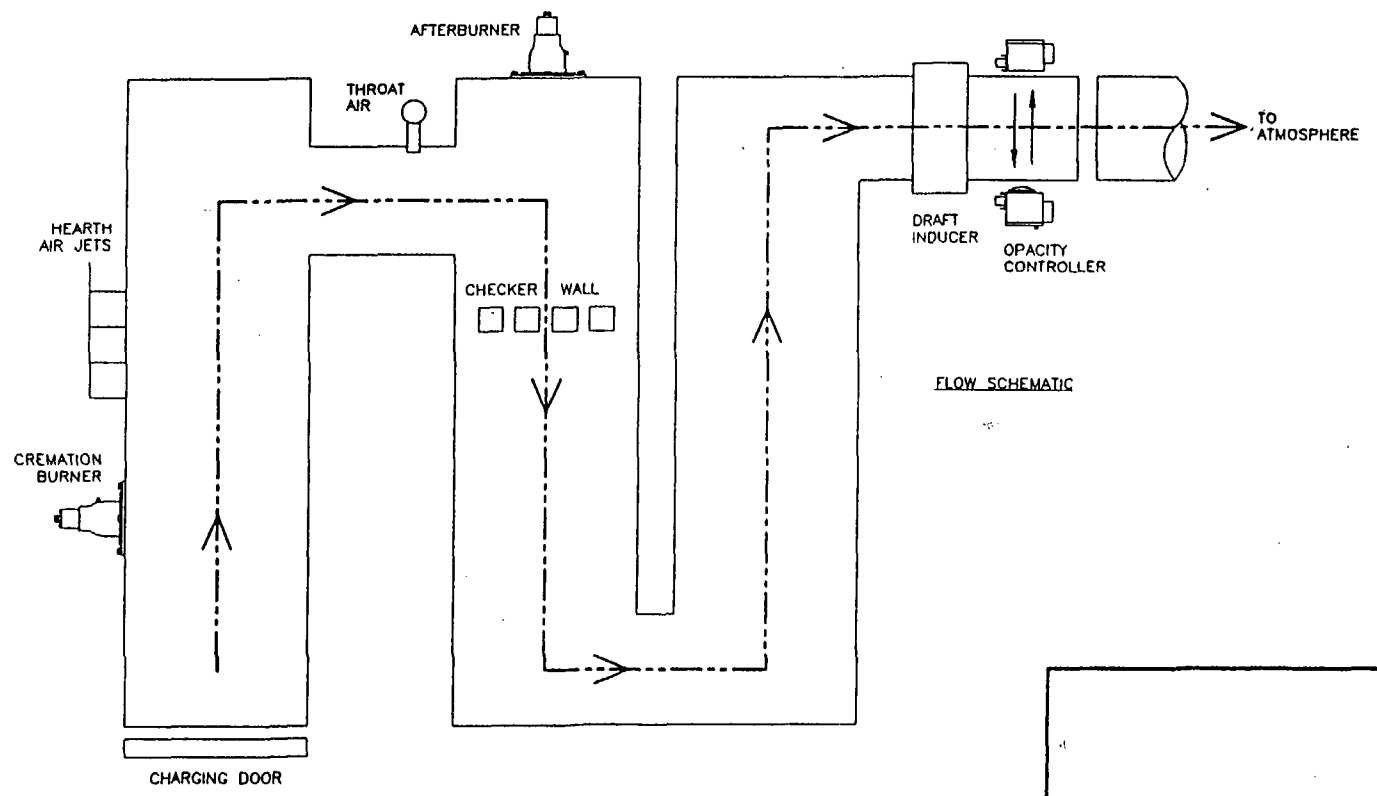 AFTERBURNER
THROAT
AIR
TO
ATMOSPHERE
HEARTH
AIR JETS
DRAFT
INDUCER
OPACITY
CONTROLLER
CHECKER WALL
FLOW SCHEMATIC
CREMATION
BURNER
CHARGING DOOR